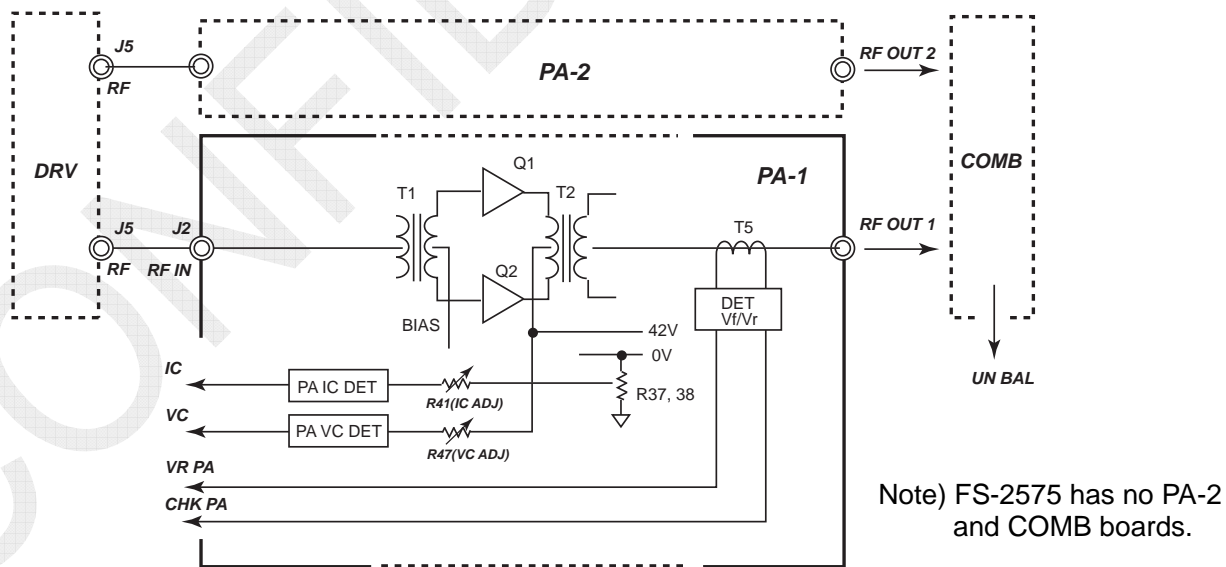 J5
RF
PA-2
RF OUT 2
DRV
COMB
PA-1
Q1
T1
T2
J5
J2
RF
RF IN
RF OUT 1
T5
Q2
DET
Vf/Vr
BIAS
42V
0V
UN BAL
IC
PA IC DET
R41(IC ADJ)
R37, 38
VC
PA VC DET
R47(VC ADJ)
VR PA
CHK PA
Note) FS-2575 has no PA-2
and COMB boards.
CONFID